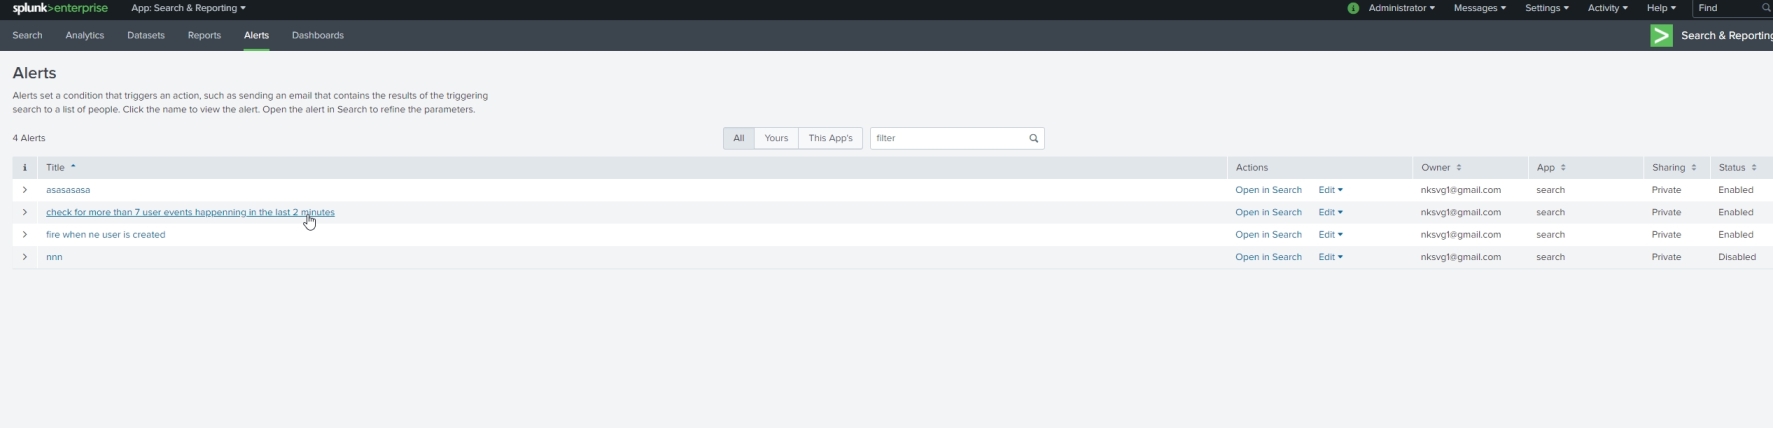 splunk>enterprise App: Search & Reporting Administrator Messages Settings Activity Help Find
Search Analytics Datasets Reports Alerts Dashboards Search & Reporting
Alerts
Alerts set a condition that triggers an action, such as sending an email that contains the results of the triggering
search to a list of people. Click the name to view the alert. Open the alert in Search to refine the parameters.
4 Alerts All Yours This App's filter
i Title Actions Owner App Sharing Status
> asasasasa Open in Search Edit nksvg1@gmail.com search Private Enabled
> check for more than 7 user events happenning in the last 2 minutes Open in Search Edit nksvg1@gmail.com search Private Enabled
> fire when ne user is created Open in Search Edit nksvg1@gmail.com search Private Enabled
> nnn Open in Search Edit nksvg1@gmail.com search Private Disabled